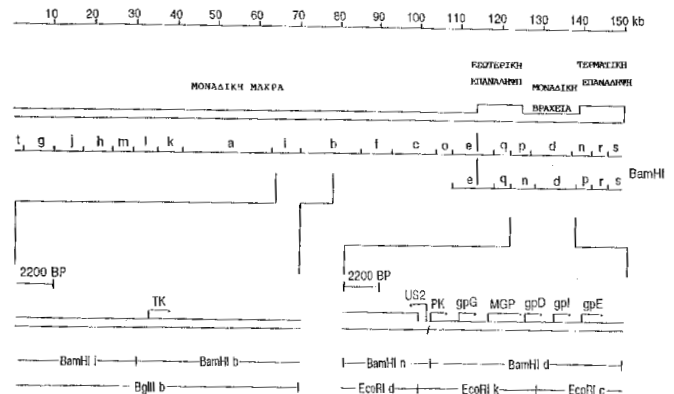 10 20 30 40 50 60 70 80 90 100 110 120 130 140 150 kb
ΕΣΩΤΕΡΙΚΗ ΤΕΡΜΑΤΙΚΗ
ΜΟΝΑΔΙΚΗ ΜΑΚΡΑ ΕΠΑΝΑΛΗΨΗ ΜΟΝΑΔΙΚΗ ΕΠΑΝΑΛΗΨΗ
ΒΡΑΧΕΙΑ
t g j h m l k a i b f c o e q p d n r s
e q n d p r s BamHI
2200 BP 2200 BP
TK US2 PK gpG MGP gpD gpI gpE
BamHI i BamHI b BamHI n BamHI d
BglII b EcoRI d EcoRI k EcoRI c